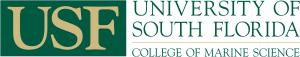 USF
UNIVERSITY OF
SOUTH FLORIDA
COLLEGE OF MARINE SCIENCE